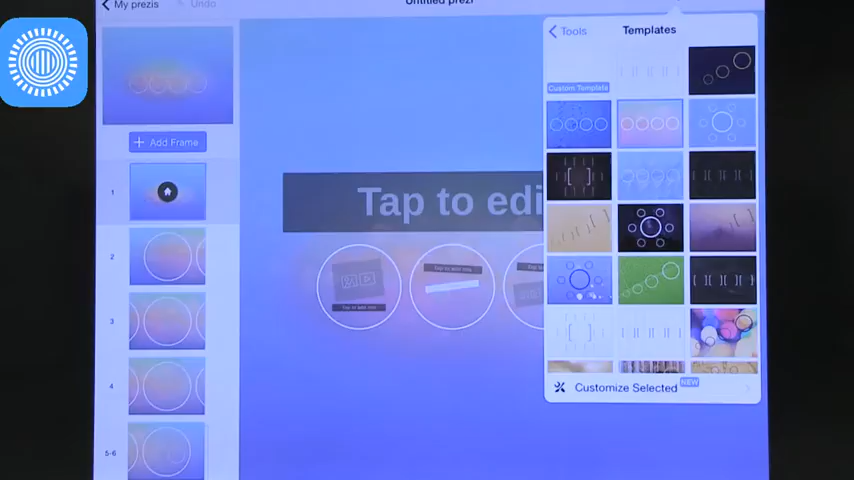 My prezis
Undo
Untitled prezi
Tools
Templates
Custom Template
Add Frame
1
Tap to edi
2
3
4
5-6
Customize Selected
NEW